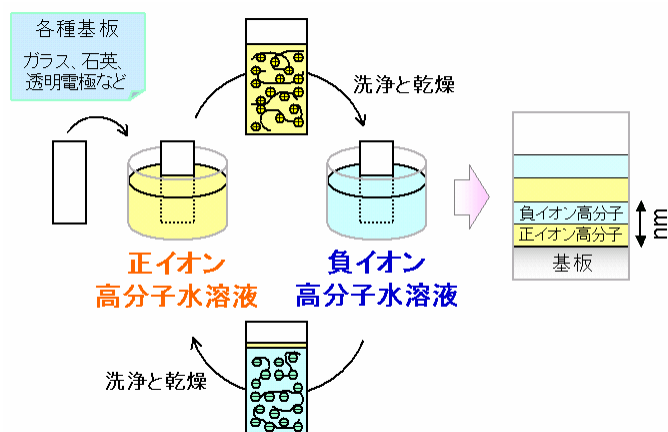 各種基板
ガラス、石英、
透明電極など
洗浄と乾燥
正イオン
高分子水溶液
負イオン
高分子水溶液
洗浄と乾燥
負イオン高分子
正イオン高分子
基板
nm